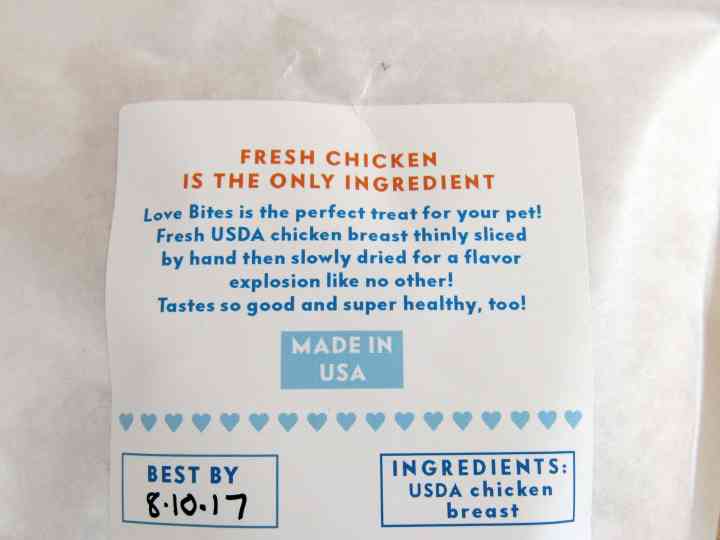 FRESH CHICKEN
IS THE ONLY INGREDIENT
Love Bites is the perfect treat for your pet!
Fresh USDA chicken breast thinly sliced
by hand then slowly dried for a flavor
explosion like no other!
Tastes so good and super healthy, too!
MADE IN
USA
BEST BY
8.10.17
INGREDIENTS:
USDA chicken
breast